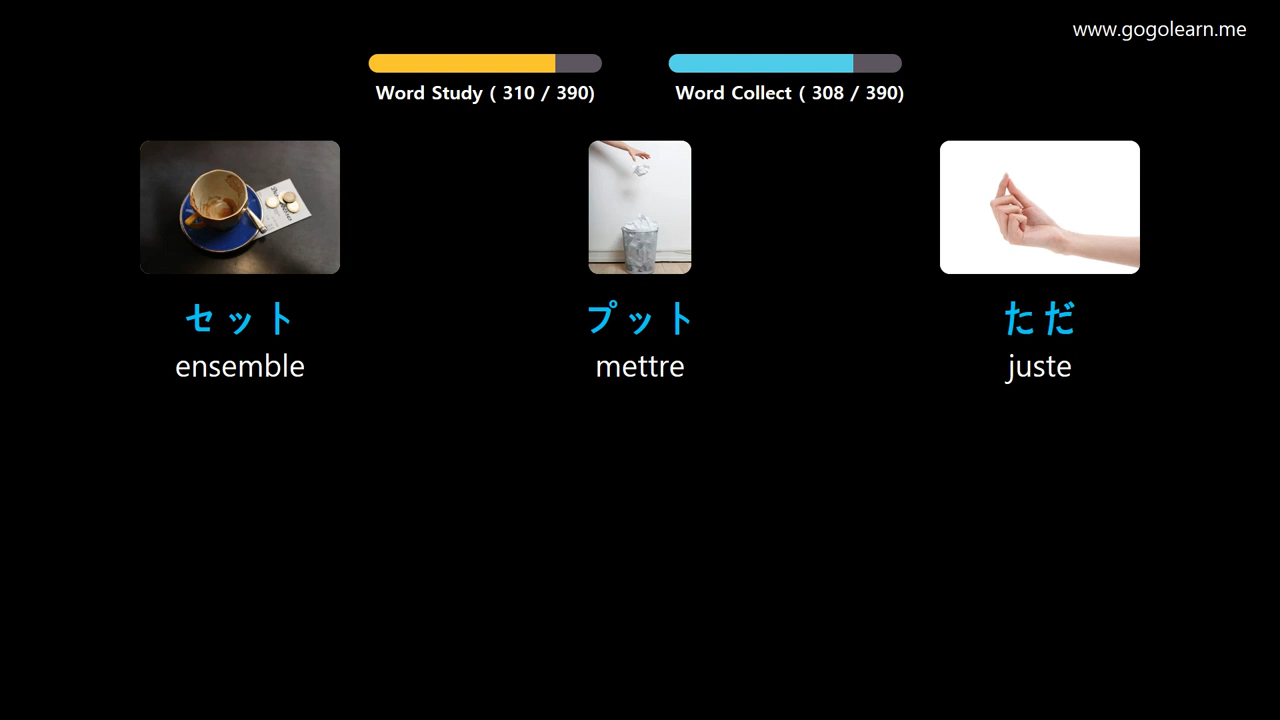 www.gogolearn.me
Word Study ( 310 / 390)
Word Collect ( 308 / 390)
セット
プット
ただ
ensemble
mettre
juste